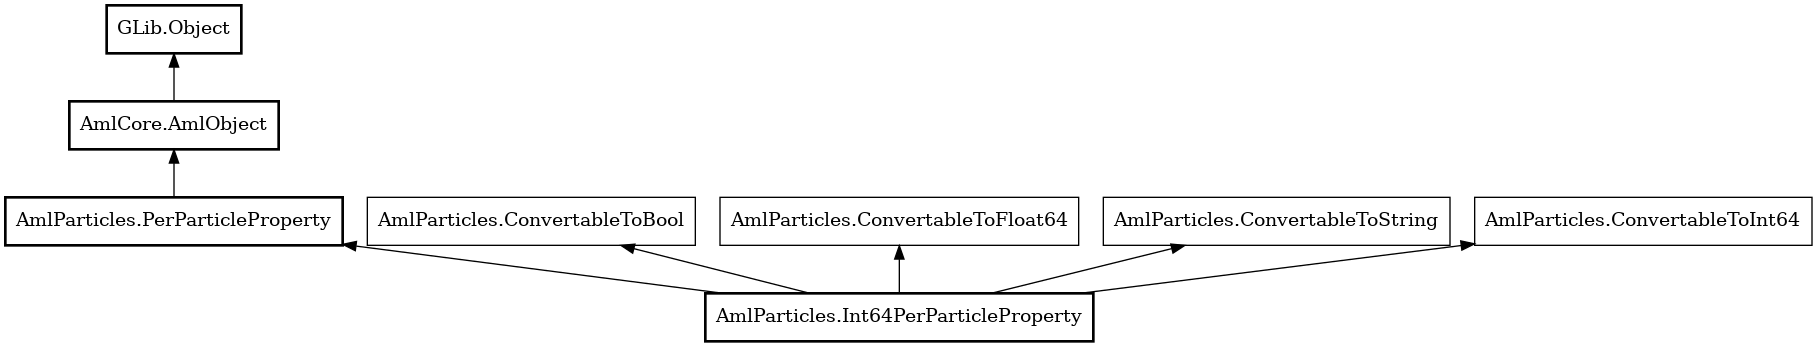 GLib.Object
AmlCore.AmlObject
AmlParticles.PerParticleProperty
AmlParticles.ConvertableToBool
AmlParticles.ConvertableToFloat64
AmlParticles.ConvertableToString
AmlParticles.ConvertableToInt64
AmlParticles.Int64PerParticleProperty